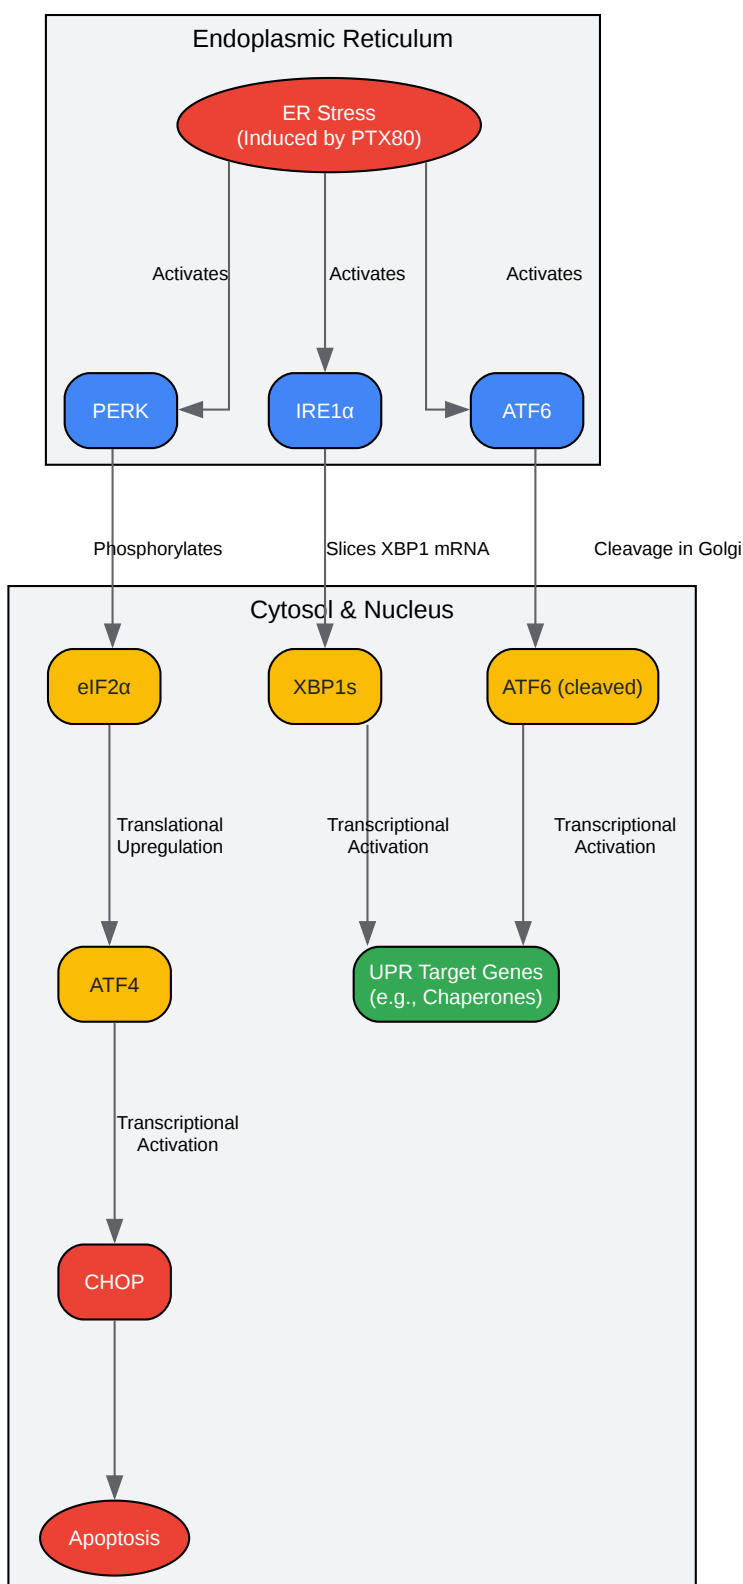 Endoplasmic Reticulum
ER Stress
(Induced by PTX80)
Activates
Activates
Activates
PERK
IRE1α
ATF6
Phosphorylates
Slices XBP1 mRNA
Cleavage in Golgi
Cytosol & Nucleus
eIF2α
XBP1s
ATF6 (cleaved)
Translational
Upregulation
Transcriptional
Activation
Transcriptional
Activation
ATF4
UPR Target Genes
(e.g., Chaperones)
Transcriptional
Activation
CHOP
Apoptosis